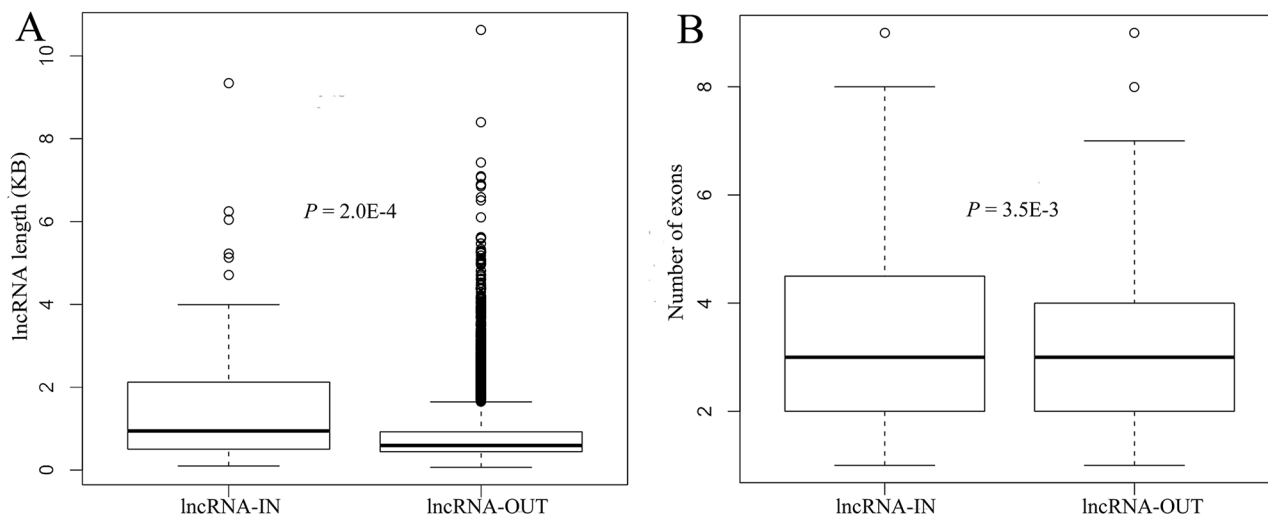 A
lncRNA length (KB)
10
8
6
4
2
0
P = 2.0E-4
lncRNA-IN
lncRNA-OUT
B
Number of exons
8
6
4
2
P = 3.5E-3
lncRNA-IN
lncRNA-OUT